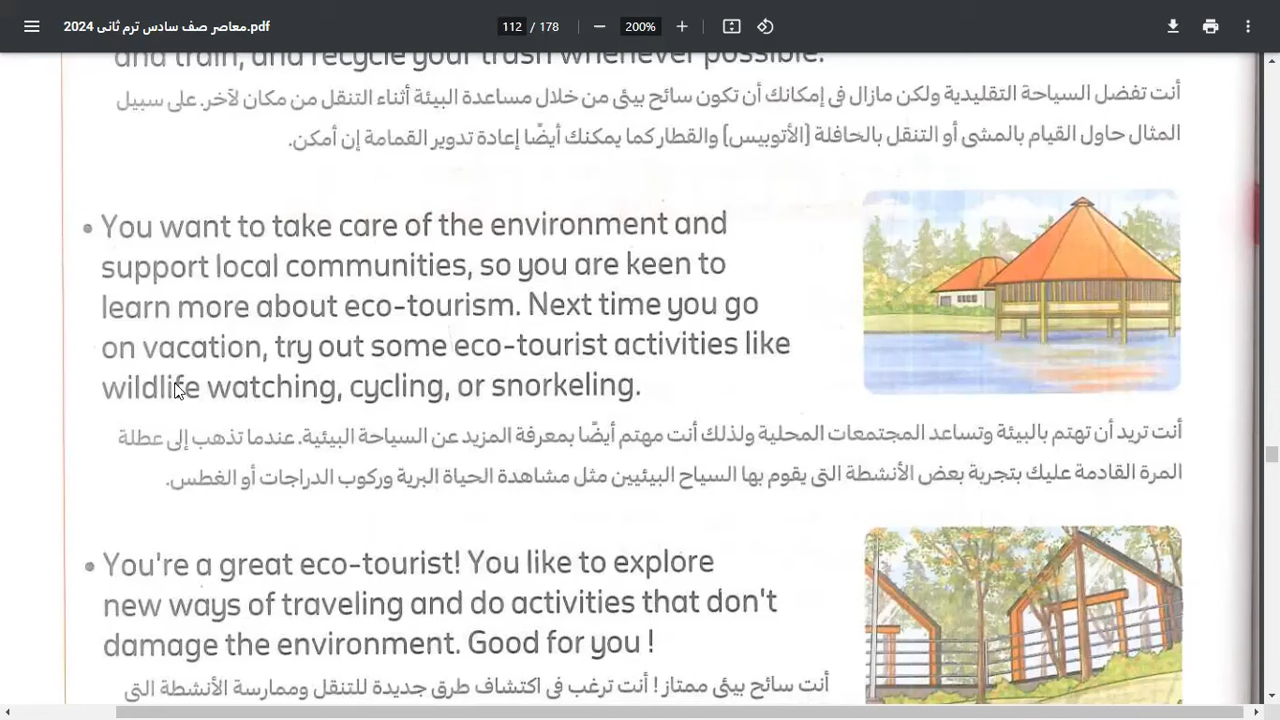 معاصر صف سادس ترم ثانى 2024.pdf
112 / 178
200%
and train, and recycle your trash whenever possible.
أنت تفضل السياحة التقليدية ولكن مازال فى إمكانك أن تكون سائح بيئى من خلال مساعدة البيئة أثناء التنقل من مكان لآخر. على سبيل
المثال حاول القيام بالمشى أو التنقل بالحافلة (الأتوبيس) والقطار كما يمكنك أيضًا إعادة تدوير القمامة إن أمكن.
• You want to take care of the environment and
support local communities, so you are keen to
learn more about eco-tourism. Next time you go
on vacation, try out some eco-tourist activities like
wildlife watching, cycling, or snorkeling.
أنت تريد أن تهتم بالبيئة وتساعد المجتمعات المحلية ولذلك أنت مهتم أيضًا بمعرفة المزيد عن السياحة البيئية. عندما تذهب إلى عطلة
المرة القادمة عليك بتجربة بعض الأنشطة التى يقوم بها السياح البيئيين مثل مشاهدة الحياة البرية وركوب الدراجات أو الغطس.
• You're a great eco-tourist! You like to explore
new ways of traveling and do activities that don't
damage the environment. Good for you !
أنت سائح بيئى ممتاز ! أنت ترغب فى اكتشاف طرق جديدة للتنقل وممارسة الأنشطة التى